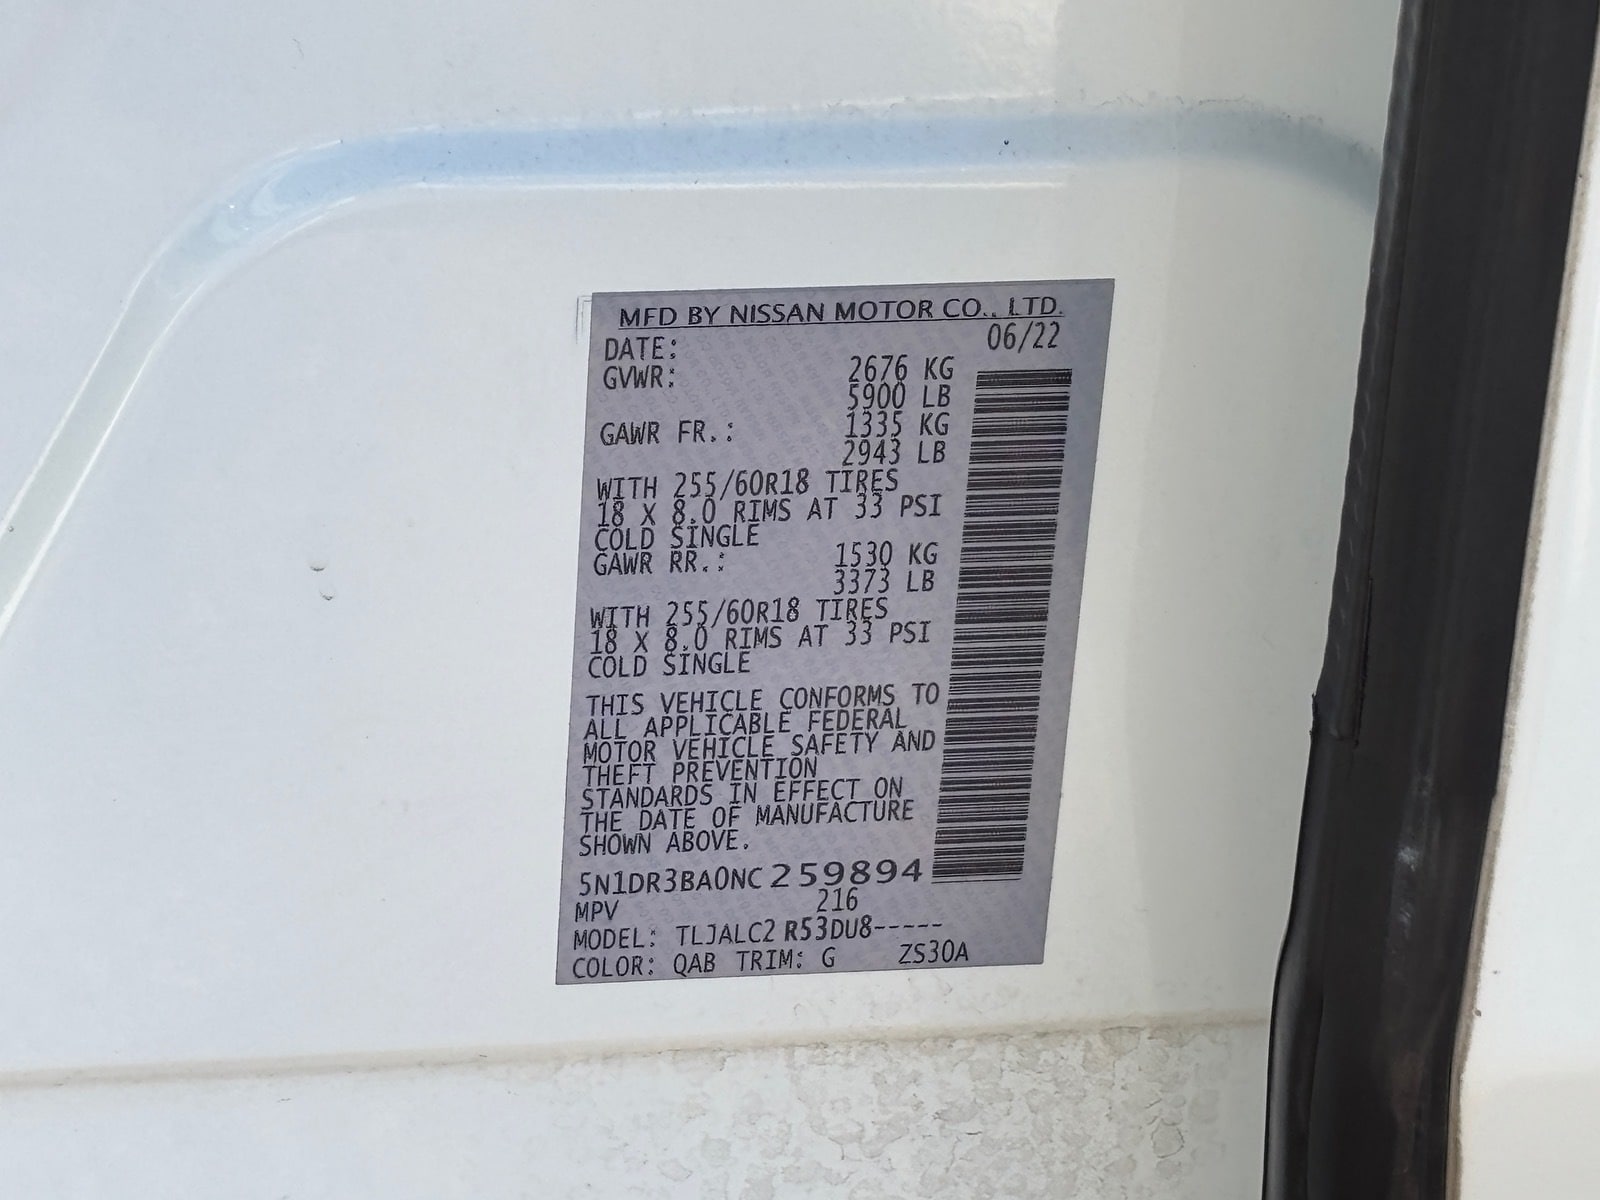 MFD BY NISSAN MOTOR CO., LTD.
DATE: 06/22
GVWR: 2676 KG
5900 LB
GAWR FR.: 1335 KG
2943 LB
WITH 255/60R18 TIRES
18 X 8.0 RIMS AT 33 PSI
COLD SINGLE
GAWR RR.: 1530 KG
3373 LB
WITH 255/60R18 TIRES
18 X 8.0 RIMS AT 33 PSI
COLD SINGLE
THIS VEHICLE CONFORMS TO
ALL APPLICABLE FEDERAL
MOTOR VEHICLE SAFETY AND
THEFT PREVENTION
STANDARDS IN EFFECT ON
THE DATE OF MANUFACTURE
SHOWN ABOVE.
5N1DR3BA0NC259894
MPV 216
MODEL: TLJALC2 R53DU8-----
COLOR: QAB TRIM: G ZS30A